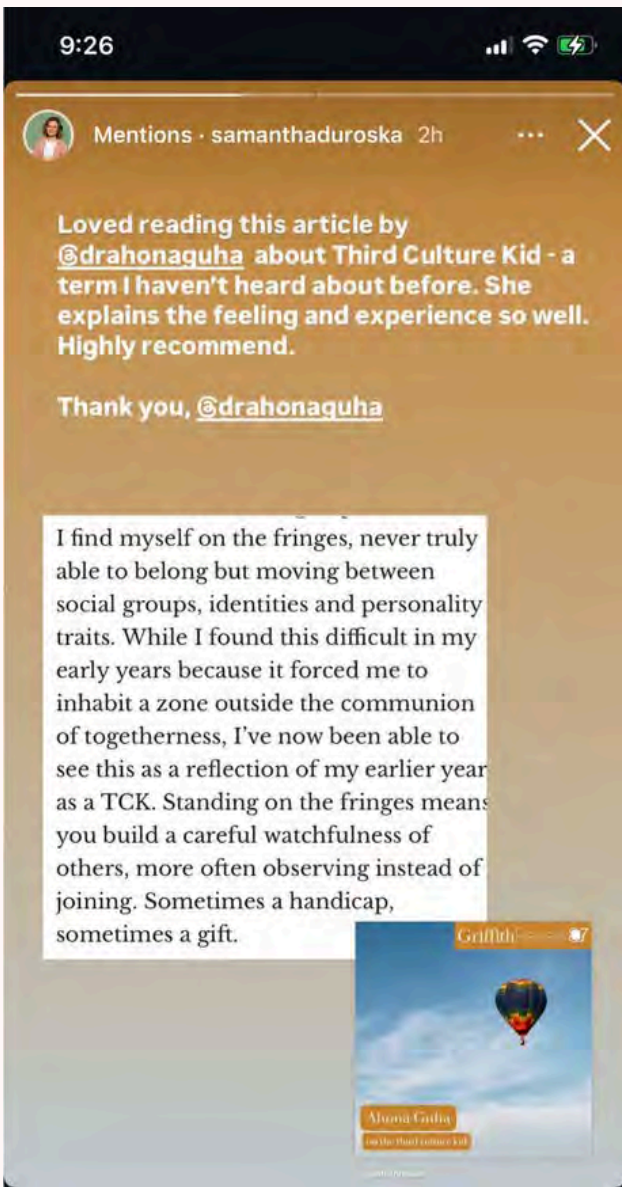 9:26
Mentions · samanthaduroska 2h
Loved reading this article by
@drahonaguha about Third Culture Kid - a
term I haven't heard about before. She
explains the feeling and experience so well.
Highly recommend.
Thank you, @drahonaguha
I find myself on the fringes, never truly
able to belong but moving between
social groups, identities and personality
traits. While I found this difficult in my
early years because it forced me to
inhabit a zone outside the communion
of togetherness, I've now been able to
see this as a reflection of my earlier year
as a TCK. Standing on the fringes means
you build a careful watchfulness of
others, more often observing instead of
joining. Sometimes a handicap,
sometimes a gift.
Griffith
Ahona Guha
on the third culture kid